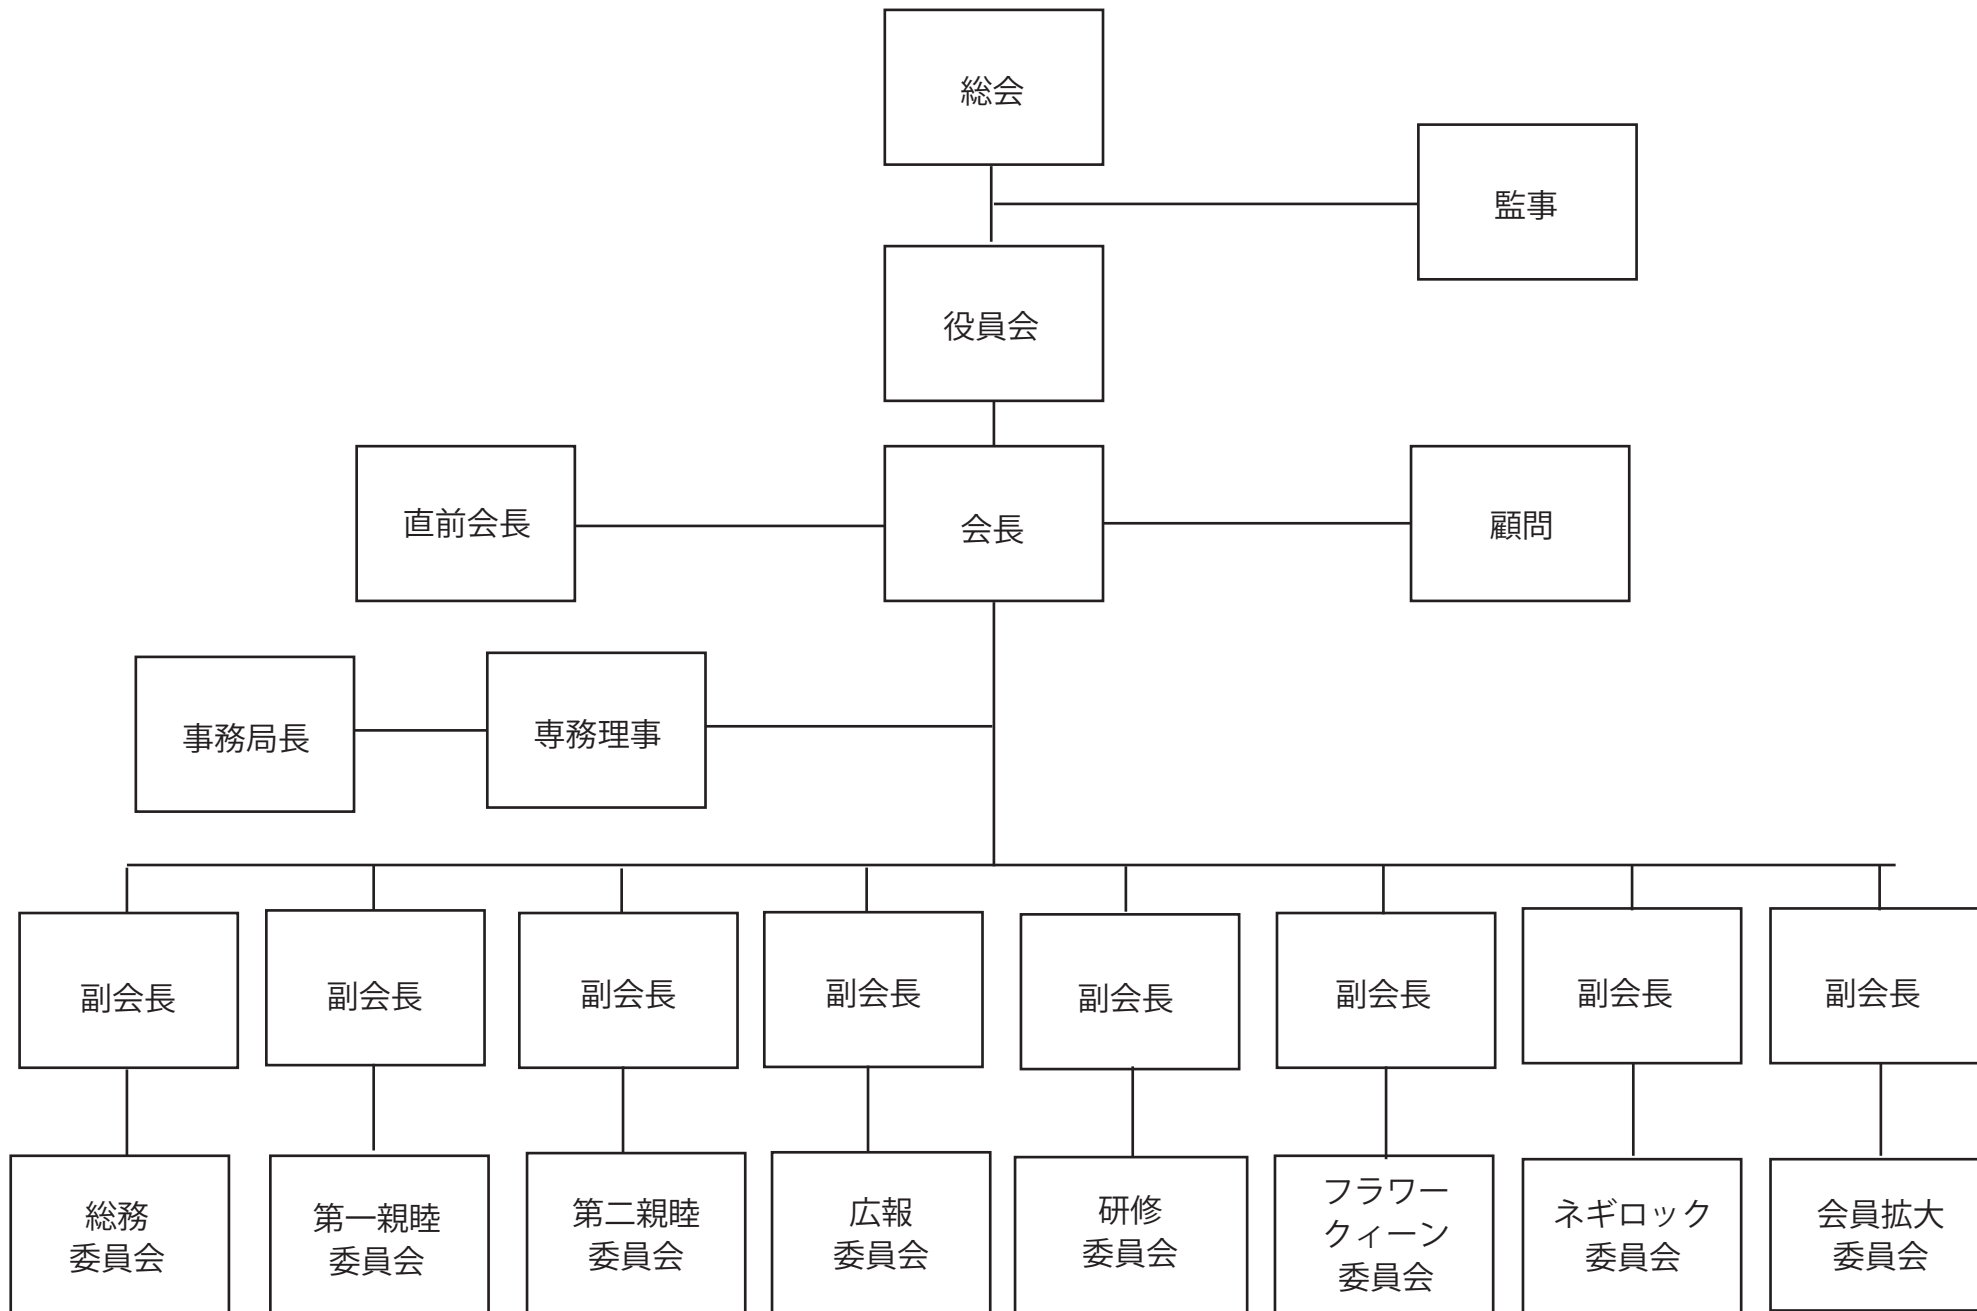 総会
監事
役員会
直前会長
会長
顧問
事務局長
専務理事
副会長
副会長
副会長
副会長
副会長
副会長
副会長
副会長
総務
委員会
第一親睦
委員会
第二親睦
委員会
広報
委員会
研修
委員会
フラワー
クィーン
委員会
ネギロック
委員会
会員拡大
委員会